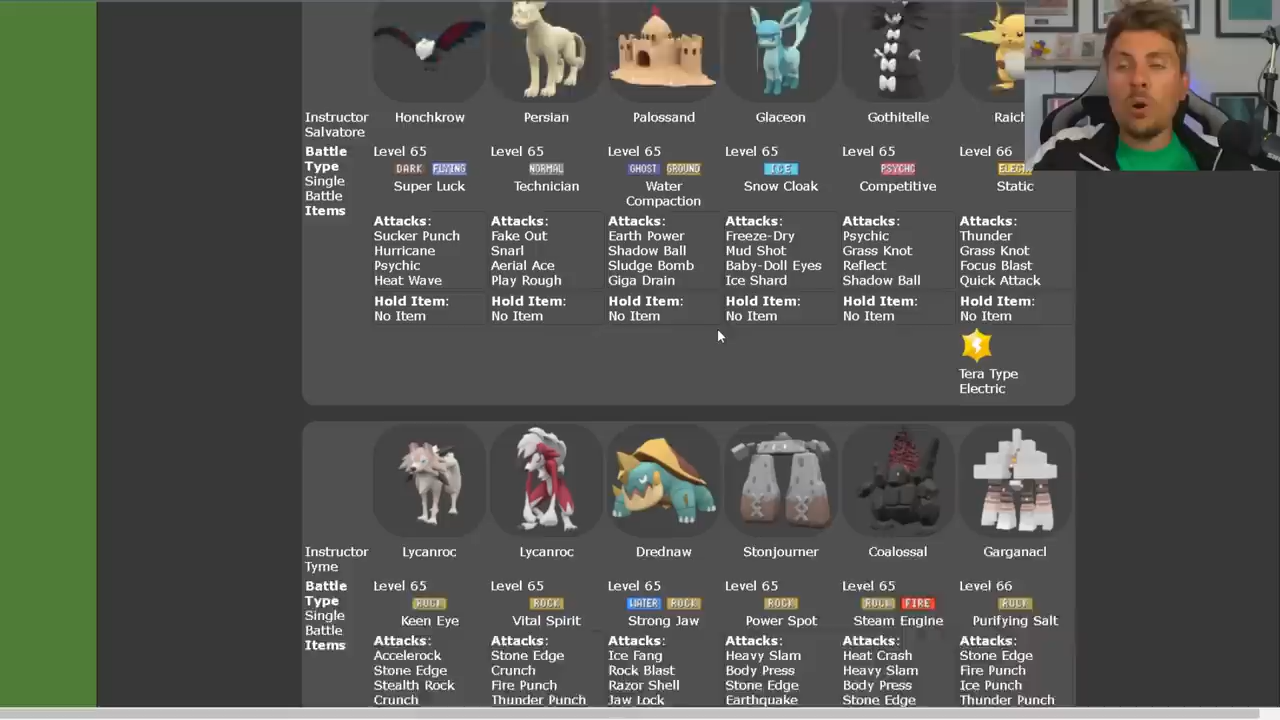 Instructor
Salvatore
Battle
Type
Single
Battle
Items
Honchkrow
Level 65
DARK FLYING
Super Luck
Attacks:
Sucker Punch
Hurricane
Psychic
Heat Wave
Hold Item:
No Item
Persian
Level 65
NORMAL
Technician
Attacks:
Fake Out
Snarl
Aerial Ace
Play Rough
Hold Item:
No Item
Palossand
Level 65
GHOST GROUND
Water
Compaction
Attacks:
Earth Power
Shadow Ball
Sludge Bomb
Giga Drain
Hold Item:
No Item
Glaceon
Level 65
ICE
Snow Cloak
Attacks:
Freeze-Dry
Mud Shot
Baby-Doll Eyes
Ice Shard
Hold Item:
No Item
Gothitelle
Level 65
PSYCHC
Competitive
Attacks:
Psychic
Grass Knot
Reflect
Shadow Ball
Hold Item:
No Item
Raich
Level 66
ELECT
Static
Attacks:
Thunder
Grass Knot
Focus Blast
Quick Attack
Hold Item:
No Item
Tera Type
Electric
Instructor
Tyme
Battle
Type
Single
Battle
Items
Lycanroc
Level 65
ROCK
Keen Eye
Attacks:
Accelerock
Stone Edge
Stealth Rock
Crunch
Lycanroc
Level 65
ROCK
Vital Spirit
Attacks:
Stone Edge
Crunch
Fire Punch
Thunder Punch
Drednaw
Level 65
WATER ROCK
Strong Jaw
Attacks:
Ice Fang
Rock Blast
Razor Shell
Jaw Lock
Stonjourner
Level 65
ROCK
Power Spot
Attacks:
Heavy Slam
Body Press
Stone Edge
Earthquake
Coalossal
Level 65
ROCK FIRE
Steam Engine
Attacks:
Heat Crash
Heavy Slam
Body Press
Stone Edge
Garganacl
Level 66
ROCK
Purifying Salt
Attacks:
Stone Edge
Fire Punch
Ice Punch
Thunder Punch